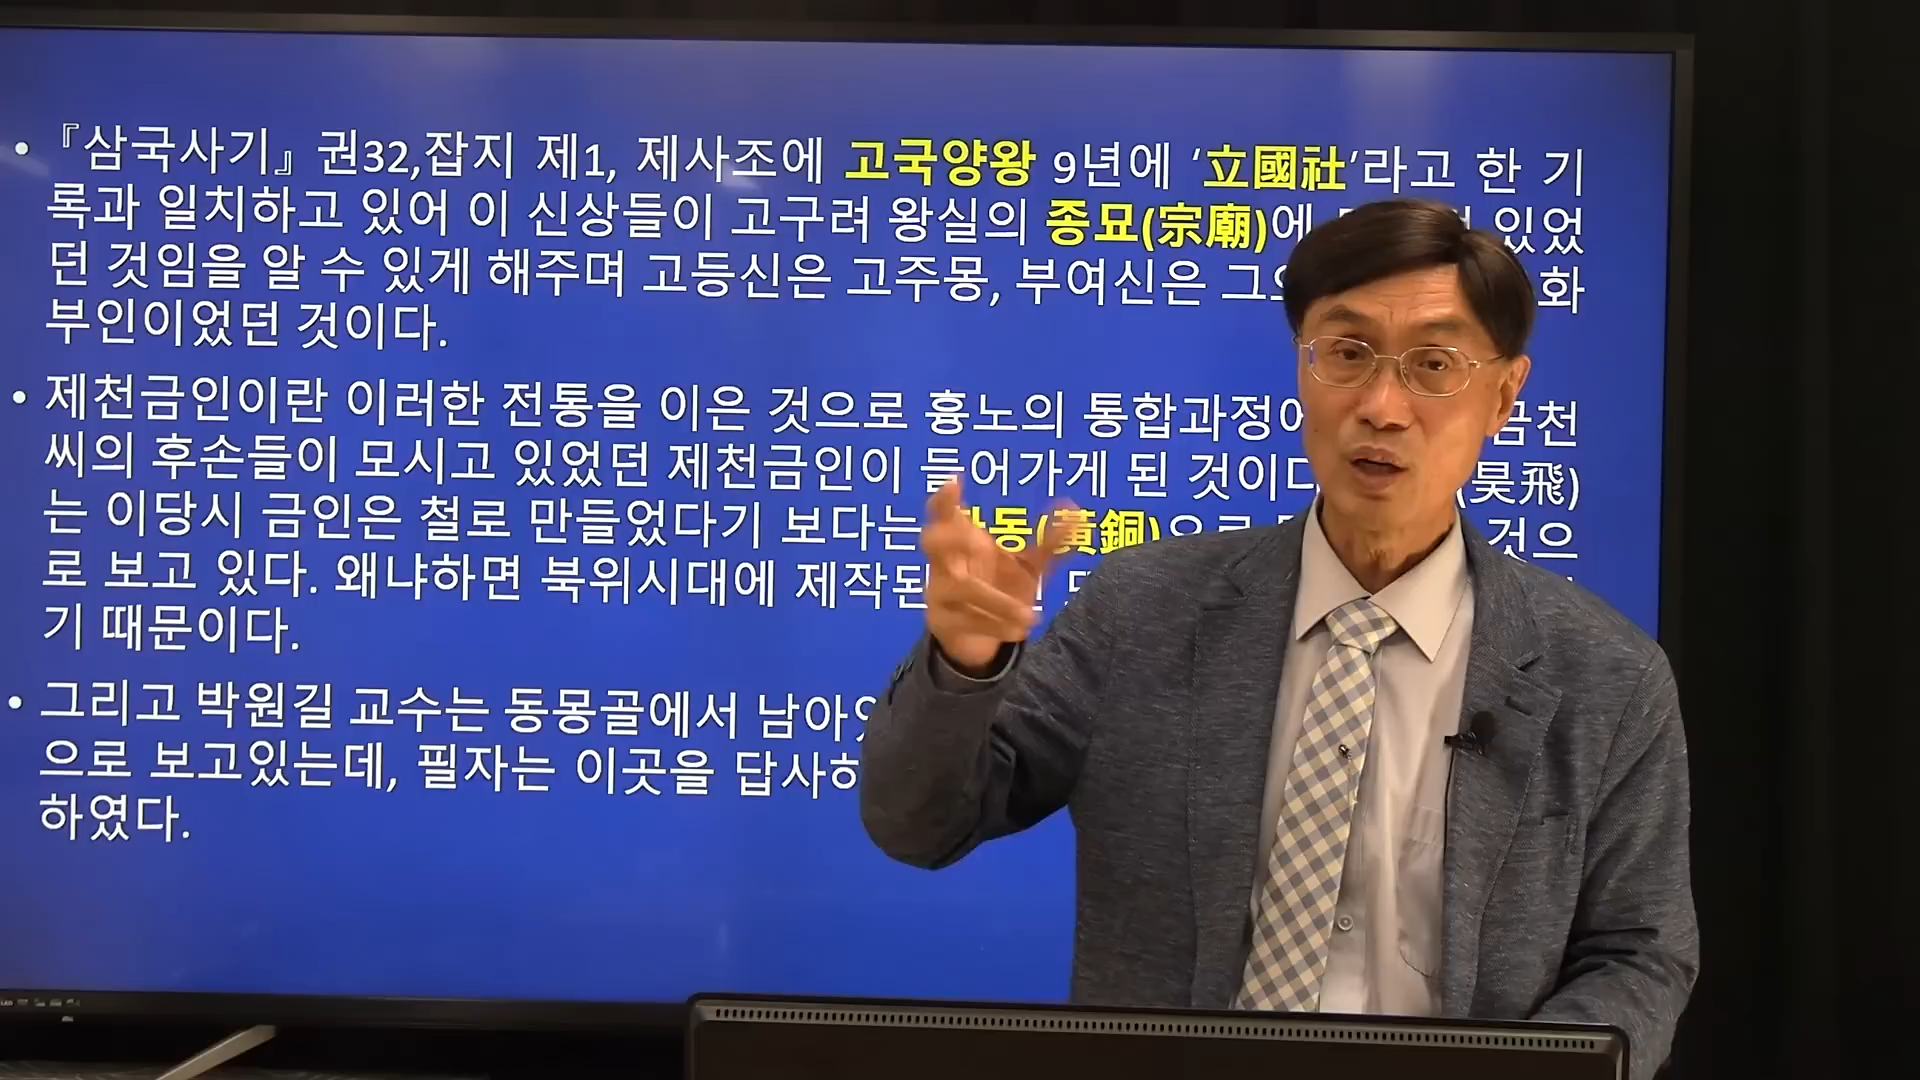 • 『삼국사기』 권32,잡지 제1, 제사조에 고국양왕 9년에 ‘立國社’라고 한 기
록과 일치하고 있어 이 신상들이 고구려 왕실의 종묘(宗廟)에 있었
던 것임을 알 수 있게 해주며 고등신은 고주몽, 부여신은 화
부인이었던 것이다.
• 제천금인이란 이러한 전통을 이은 것으로 흉노의 통합과정에 금천
씨의 후손들이 모시고 있었던 제천금인이 들어가게 된 것이다 (昊飛)
는 이당시 금인은 철로 만들었다기 보다는 (黃銅)으로 것으
로 보고 있다. 왜냐하면 북위시대에 제작된
기 때문이다.
• 그리고 박원길 교수는 동몽골에서
으로 보고있는데, 필자는 이곳을
하였다.